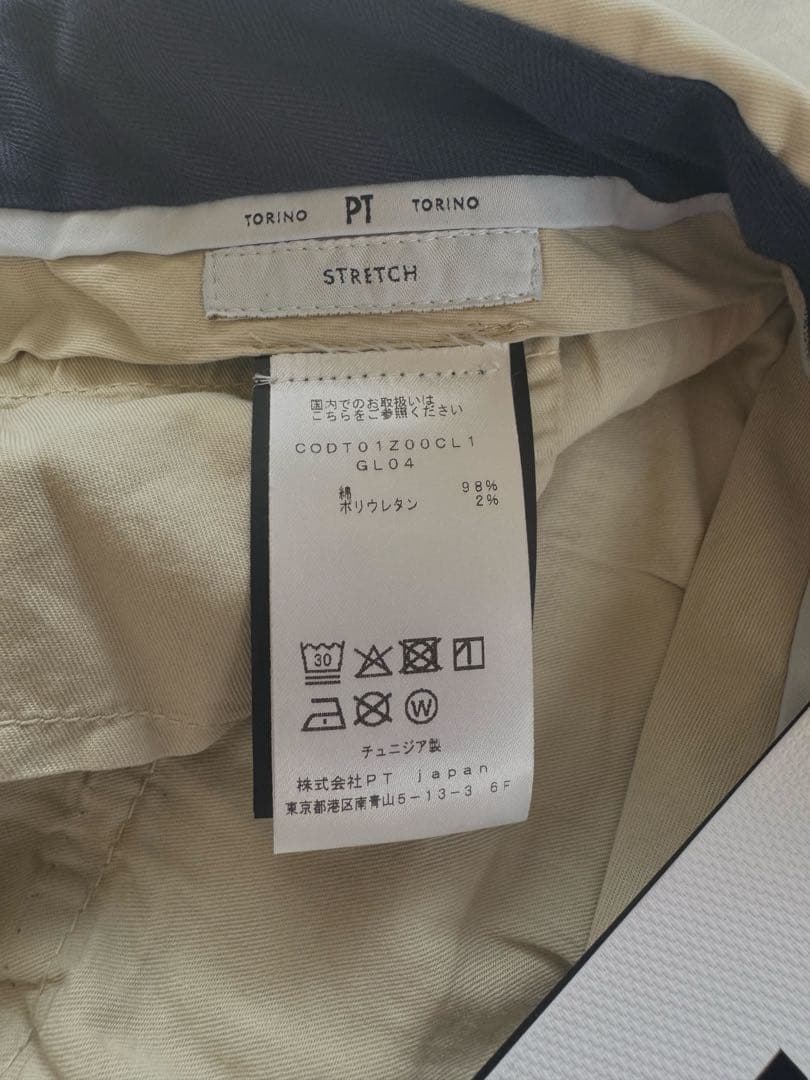 TORINO PT TORINO
STRETCH
国内でのお取扱いは
こちらをご参照ください
CODT01Z00CL1
GL04
綿 98%
ポリウレタン 2%
30
W
チュニジア製
株式会社PT japan
東京都港区南青山5-13-3 6F